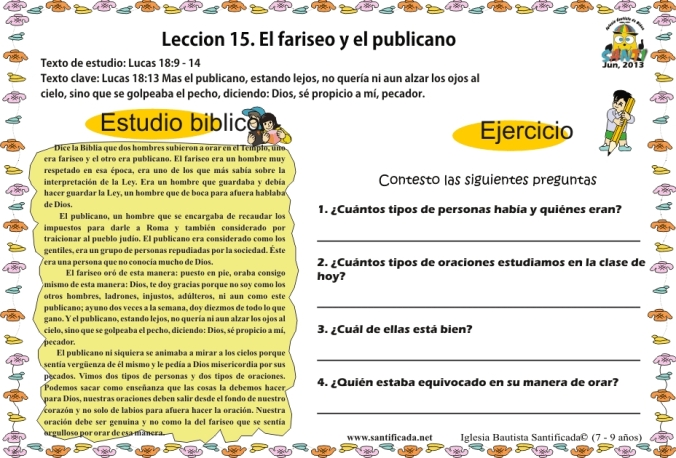 Leccion 15. El fariseo y el publicano
Jun, 2013
Texto de estudio: Lucas 18:9 - 14
Texto clave: Lucas 18:13 Mas el publicano, estando lejos, no quería ni aun alzar los ojos al
cielo, sino que se golpeaba el pecho, diciendo: Dios, sé propicio a mí, pecador.
Estudio biblico
Dice la Biblia que dos hombres subieron a orar en el Templo, uno
era fariseo y el otro era publicano. El fariseo era un hombre muy
respetado en esa época, era uno de los que más sabía sobre la
interpretación de la Ley. Era un hombre que guardaba y debía
hacer guardar la Ley, un hombre que de boca para afuera hablaba
de Dios.
El publicano, un hombre que se encargaba de recaudar los
impuestos para darle a Roma y también considerado por
traicionar al pueblo judio. El publicano era considerado como los
gentiles, era un grupo de personas repudiadas por la sociedad. Éste
era una persona que no conocía mucho de Dios.
El fariseo oró de esta manera: puesto en pie, oraba consigo
mismo de esta manera: Dios, te doy gracias porque no soy como los
otros hombres, ladrones, injustos, adúlteros, ni aun como este
publicano; ayuno dos veces a la semana, doy diezmos de todo lo que
gano. Y el publicano, estando lejos, no quería ni aun alzar los ojos al
cielo, sino que se golpeaba el pecho, diciendo: Dios, sé propicio a mí,
pecador.
El publicano ni siquiera se animaba a mirar a los cielos porque
sentía vergüenza de él mismo y le pedía a Dios misericordia por sus
pecados. Vimos dos tipos de personas y dos tipos de oraciones.
Podemos sacar como enseñanza que las cosas la debemos hacer
para Dios, nuestras oraciones deben salir desde el fondo de nuestro
corazón y no solo de labios para afuera hacer la oración. Nuestra
oración debe ser genuina y no como la del fariseo que se sentía
orgulloso por orar de esa manera.
Ejercicio
Contesto las siguientes preguntas
1. ¿Cuántos tipos de personas había y quiénes eran?
2. ¿Cuántos tipos de oraciones estudiamos en la clase de
hoy?
3. ¿Cuál de ellas está bien?
4. ¿Quién estaba equivocado en su manera de orar?
www.santificada.net Iglesia Bautista Santificada© (7 - 9 años)